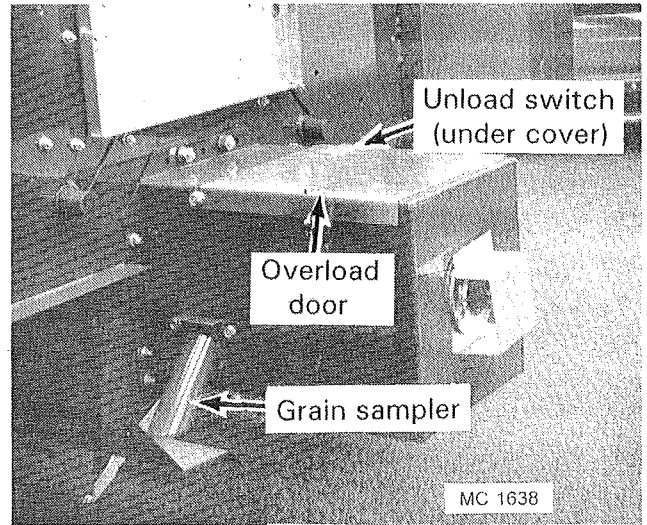 Unload switch
(under cover)
Overload
door
Grain sampler
MC 1638